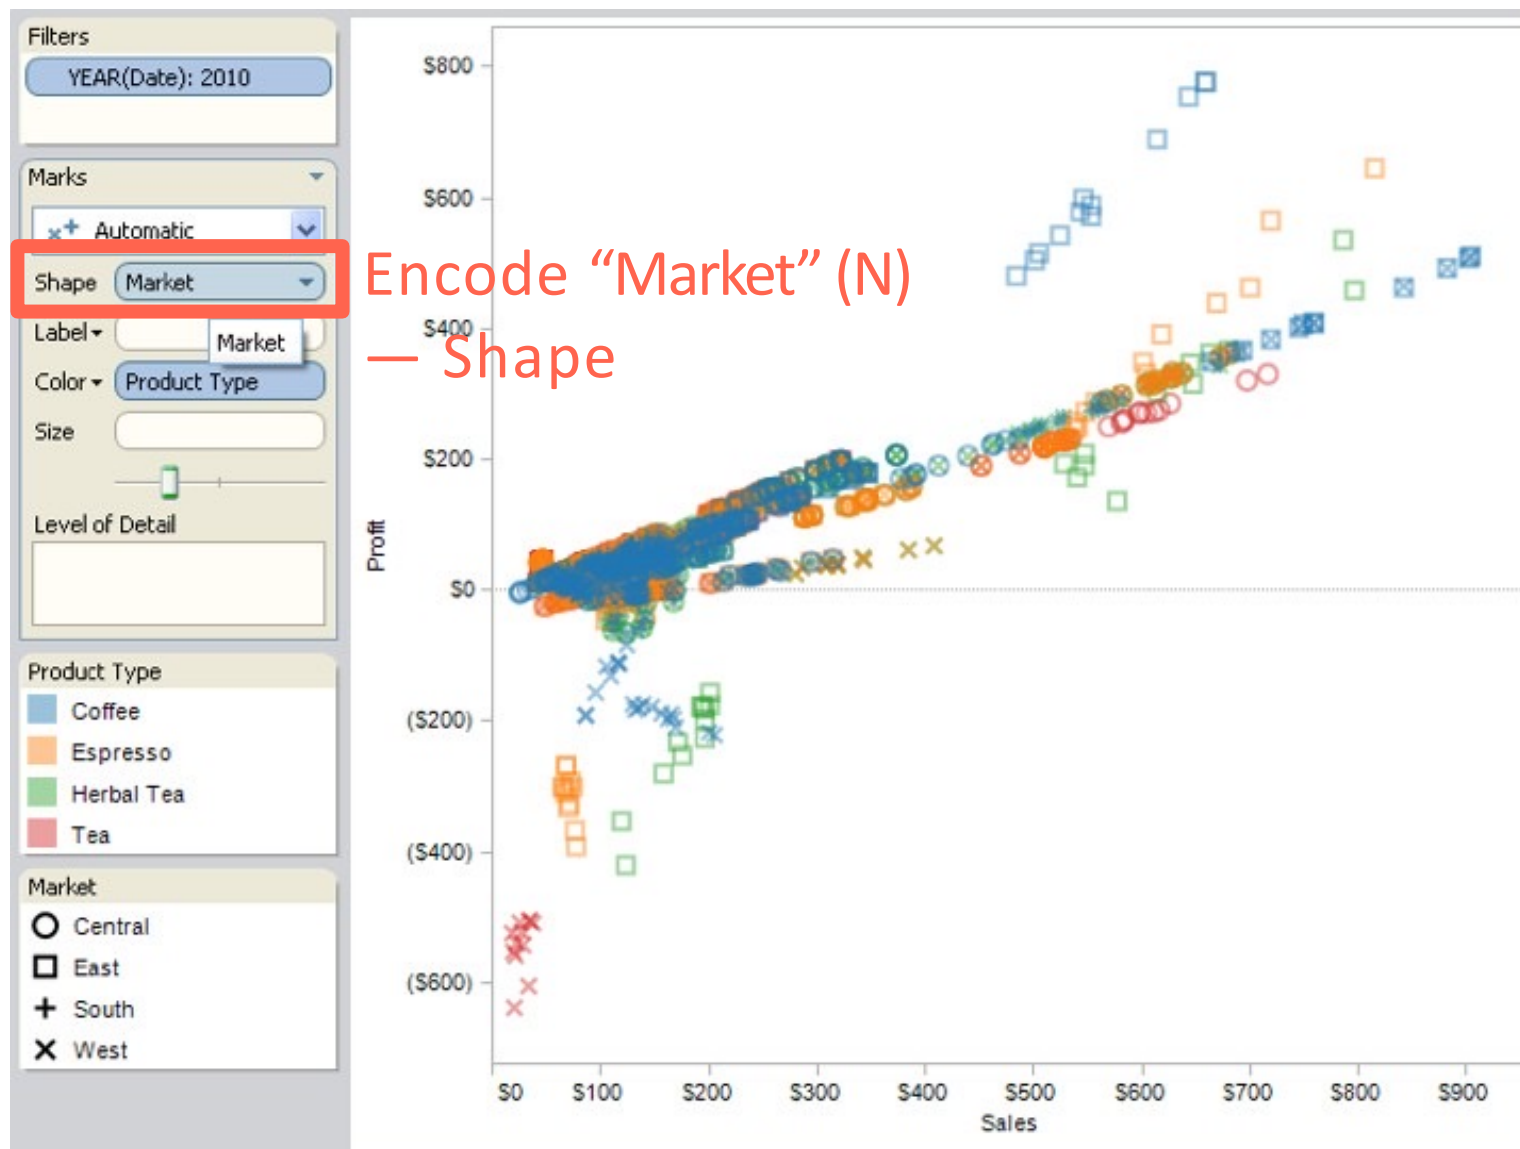 Filters
YEAR(Date): 2010
Marks
Automatic
Shape Market
Label
Market
Color Product Type
Size
Level of Detail
Product Type
Coffee
Espresso
Herbal Tea
Tea
Market
Central
East
South
West
Encode “Market” (N)
— Shape
Profit
$800
$600
$400
$200
$0
($200)
($400)
($600)
$0 $100 $200 $300 $400 $500 $600 $700 $800 $900
Sales